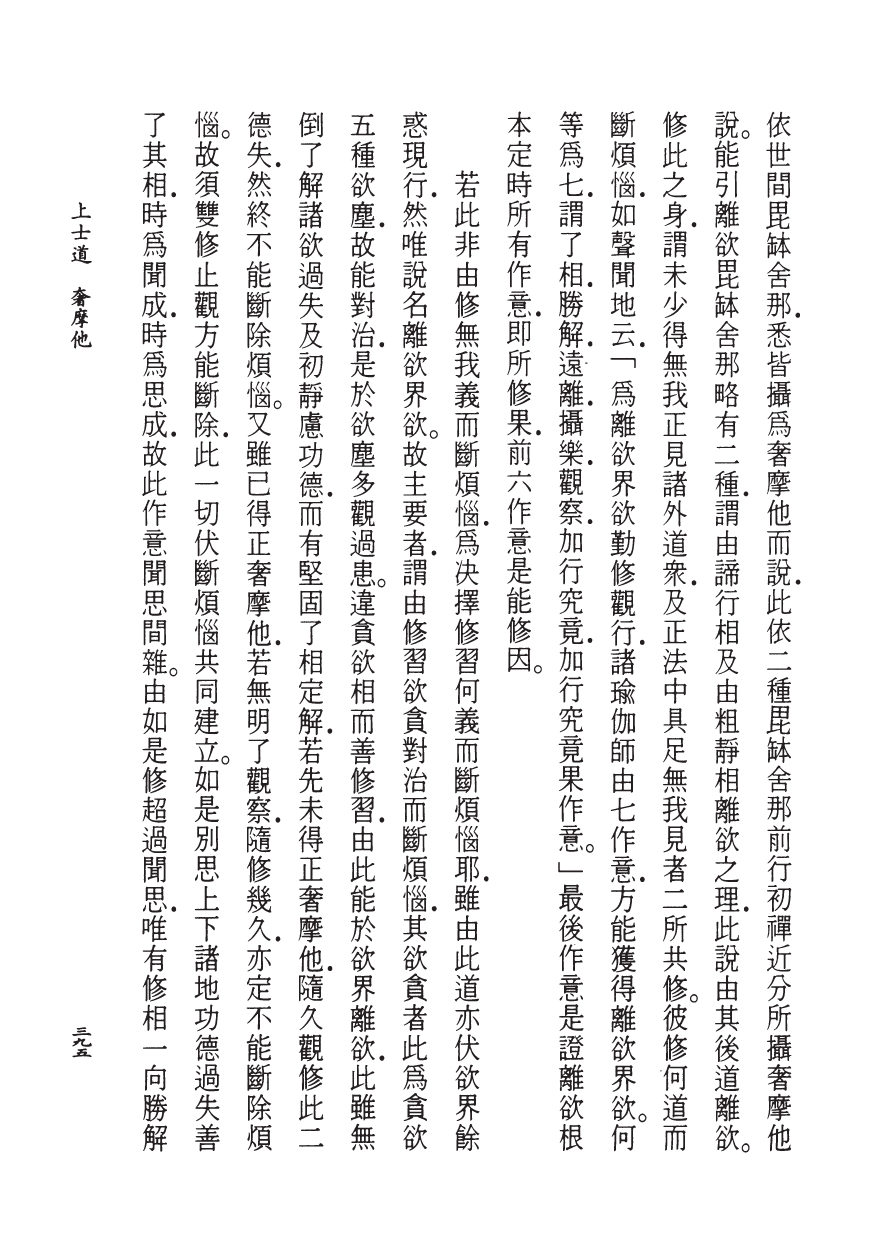 依世間毘缽舍那．悉皆攝爲奢摩他而說．此依二種毘缽舍那前行初禪近分所攝奢摩他
說。能引離欲毘缽舍那略有二種．謂由諦行相及由粗靜相離欲之理．此說由其後道離欲。
修此之身．謂未少得無我正見諸外道衆．及正法中具足無我見者二所共修。彼修何道而
斷煩惱．如聲聞地云．「爲離欲界欲勤修觀行．諸瑜伽師由七作意．方能獲得離欲界欲。何
等爲七．謂了相．勝解．遠離．攝樂．觀察．加行究竟．加行究竟果作意。」最後作意是證離欲根
本定時所有作意．即所修果．前六作意是能修因。
若此非由修無我義而斷煩惱．爲决擇修習何義而斷煩惱耶．雖由此道亦伏欲界餘
惑現行．然唯說名離欲界欲。故主要者．謂由修習欲貪對治而斷煩惱．其欲貪者此爲貪欲
五種欲塵．故能對治．是於欲塵多觀過患。違貪欲相而善修習．由此能於欲界離欲．此雖無
倒了解諸欲過失及初靜慮功德．而有堅固了相定解．若先未得正奢摩他．隨久觀修此二
德失．然終不能斷除煩惱。又雖已得正奢摩他．若無明了觀察．隨修幾久．亦定不能斷除煩
惱。故須雙修止觀方能斷除．此一切伏斷煩惱共同建立。如是別思上下諸地功德過失善
了其相．時爲聞成．時爲思成．故此作意聞思間雜。由如是修超過聞思．唯有修相一向勝解
上士道　奢摩他
三九五